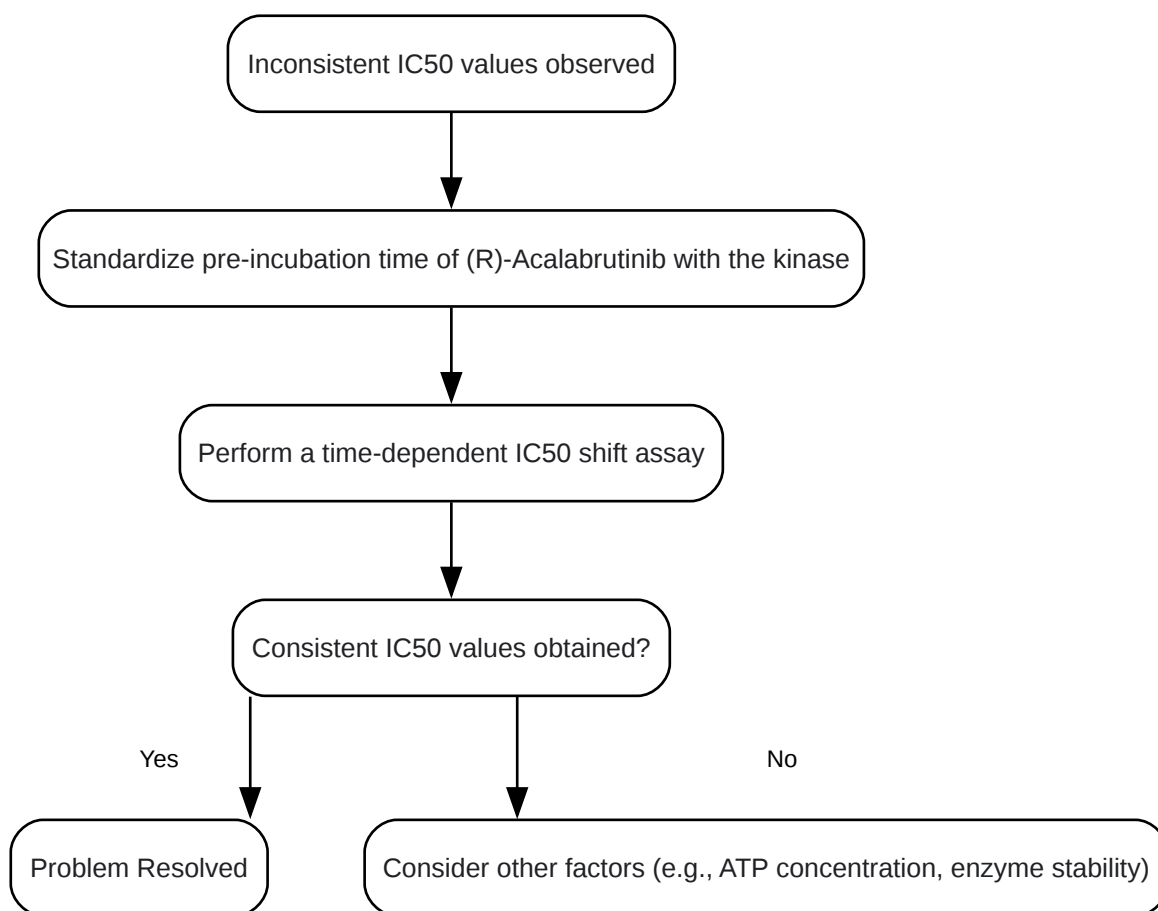 Inconsistent IC50 values observed
Standardize pre-incubation time of (R)-Acalabrutinib with the kinase
Perform a time-dependent IC50 shift assay
Consistent IC50 values obtained?
Yes
No
Problem Resolved
Consider other factors (e.g., ATP concentration, enzyme stability)